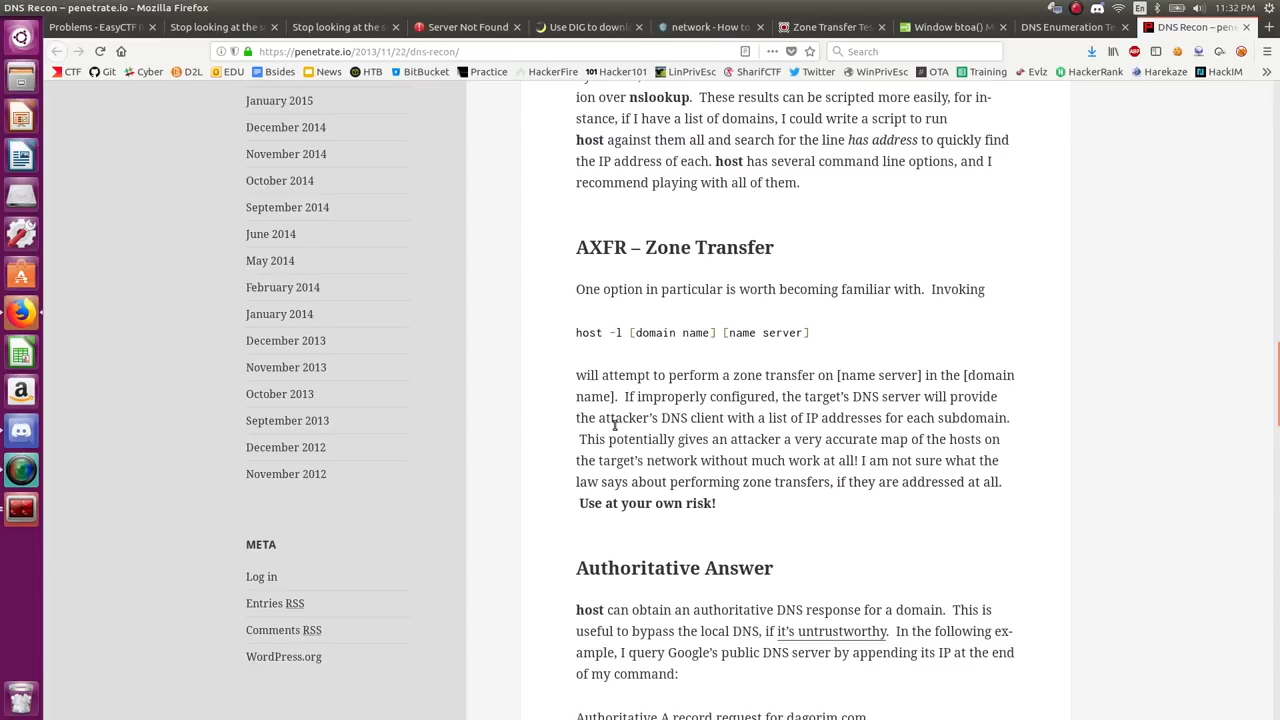 DNS Recon – penetrate.io - Mozilla Firefox
En
11:32 PM
Problems - EasyCTF
Stop looking at the s
Stop looking at the s
Server Not Found
Use DIG to downl
network - How to
Zone Transfer Te
Window btoa() M
DNS Enumeration Te
DNS Recon – penetr
https://penetrate.io/2013/11/22/dns-recon/
Search
CTF
Git
Cyber
D2L
EDU
Bsides
News
HTB
BitBucket
Practice
HackerFire
101 Hacker101
LinPrivEsc
SharifCTF
Twitter
WinPrivEsc
OTA
Training
Evlz
HackerRank
Harekaze
HackIM
January 2015
December 2014
November 2014
October 2014
September 2014
June 2014
May 2014
February 2014
January 2014
December 2013
November 2013
October 2013
September 2013
December 2012
November 2012
META
Log in
Entries RSS
Comments RSS
WordPress.org
ion over nslookup. These results can be scripted more easily, for in-
stance, if I have a list of domains, I could write a script to run
host against them all and search for the line has address to quickly find
the IP address of each. host has several command line options, and I
recommend playing with all of them.
AXFR – Zone Transfer
One option in particular is worth becoming familiar with. Invoking
host -l [domain name] [name server]
will attempt to perform a zone transfer on [name server] in the [domain
name]. If improperly configured, the target’s DNS server will provide
the attacker’s DNS client with a list of IP addresses for each subdomain.
This potentially gives an attacker a very accurate map of the hosts on
the target’s network without much work at all! I am not sure what the
law says about performing zone transfers, if they are addressed at all.
Use at your own risk!
Authoritative Answer
host can obtain an authoritative DNS response for a domain. This is
useful to bypass the local DNS, if it’s untrustworthy. In the following ex-
ample, I query Google’s public DNS server by appending its IP at the end
of my command:
Authoritative A record request for dagorim.com